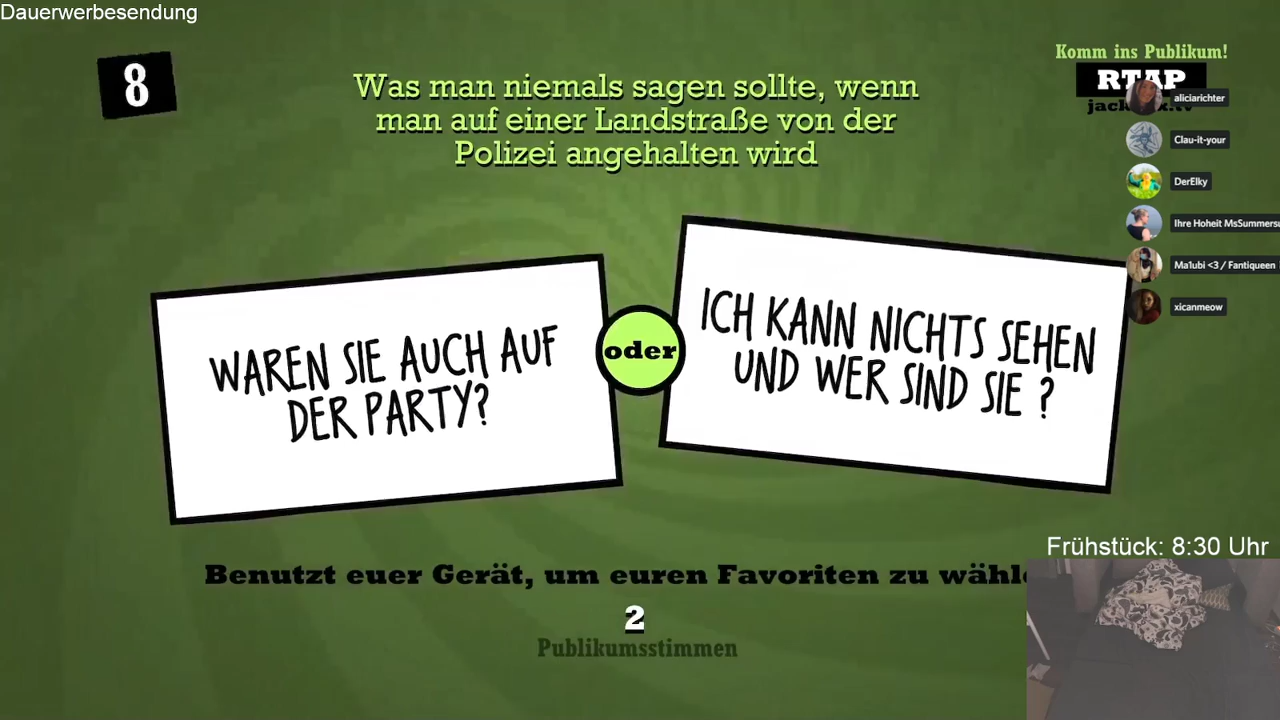 Dauerwerbesendung
8
Was man niemals sagen sollte, wenn
man auf einer Landstraße von der
Polizei angehalten wird
Komm ins Publikum!
RTAP
aliciarichter
Clau-it-your
DerElky
Ihre Hoheit MsSummersu
Ma1ubi <3 / Fantiqueen
xicanmeow
WAREN SIE AUCH AUF
DER PARTY?
oder
ICH KANN NICHTS SEHEN
UND WER SIND SIE ?
Frühstück: 8:30 Uhr
Benutzt euer Gerät, um euren Favoriten zu wähle
2
Publikumsstimmen